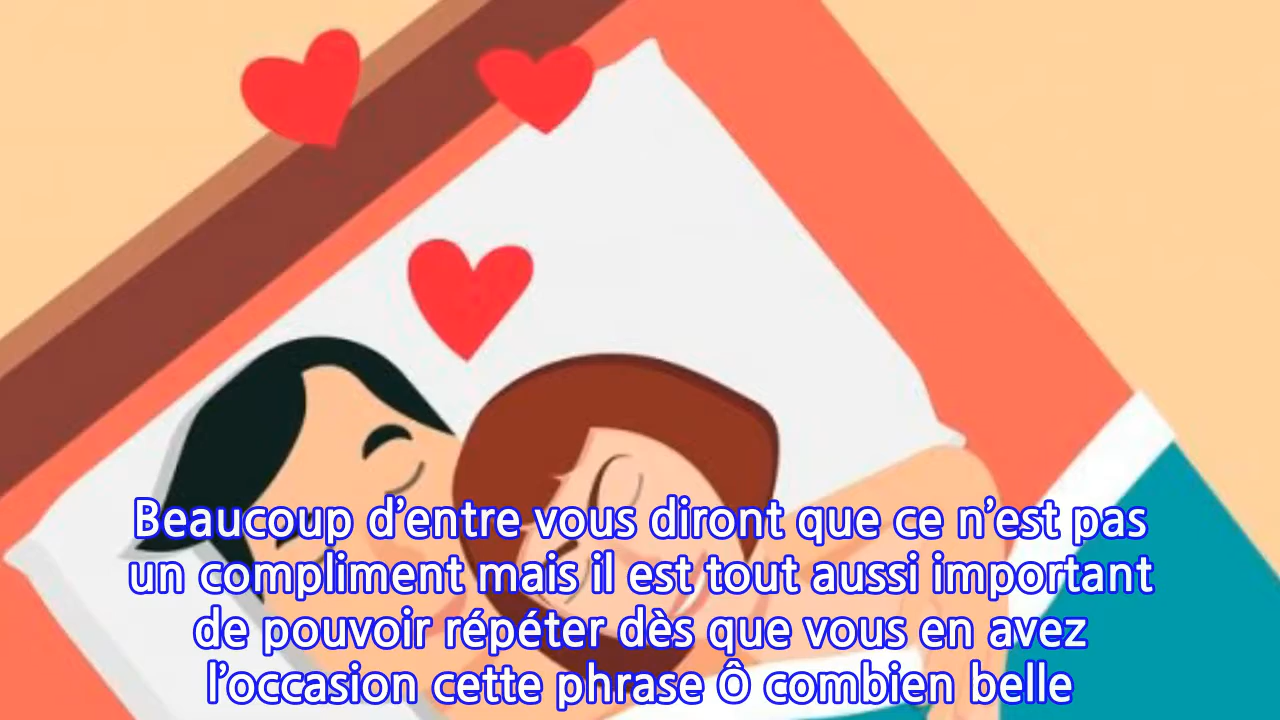 Beaucoup d’entre vous diront que ce n’est pas
un compliment mais il est tout aussi important
de pouvoir répéter dès que vous en avez
l’occasion cette phrase Ô combien belle